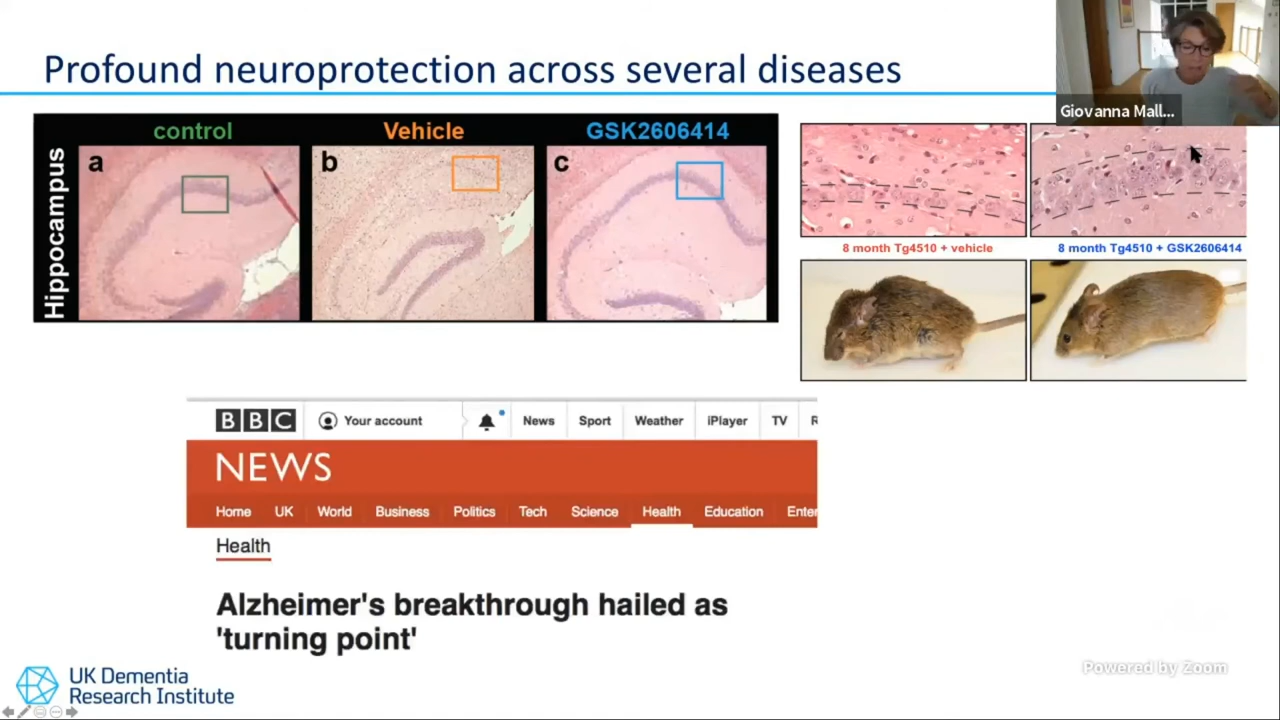 Profound neuroprotection across several diseases
Giovanna Mall...
control
Vehicle
GSK2606414
Hippocampus
a
b
c
8 month Tg4510 + vehicle
8 month Tg4510 + GSK2606414
BBC
Your account
News
Sport
Weather
iPlayer
TV
NEWS
Home
UK
World
Business
Politics
Tech
Science
Health
Education
Enter
Health
Alzheimer's breakthrough hailed as
'turning point'
UK Dementia
Research Institute
Powered by Zoom